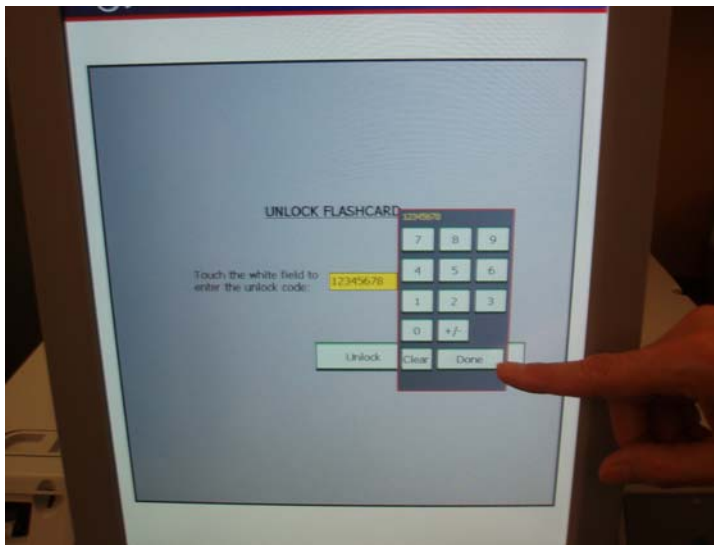 UNLOCK FLASHCARD
12345678
7 8 9
Touch the white field to
enter the unlock code:
12345678
4 5 6
1 2 3
0 +/-
Unlock
Clear Done